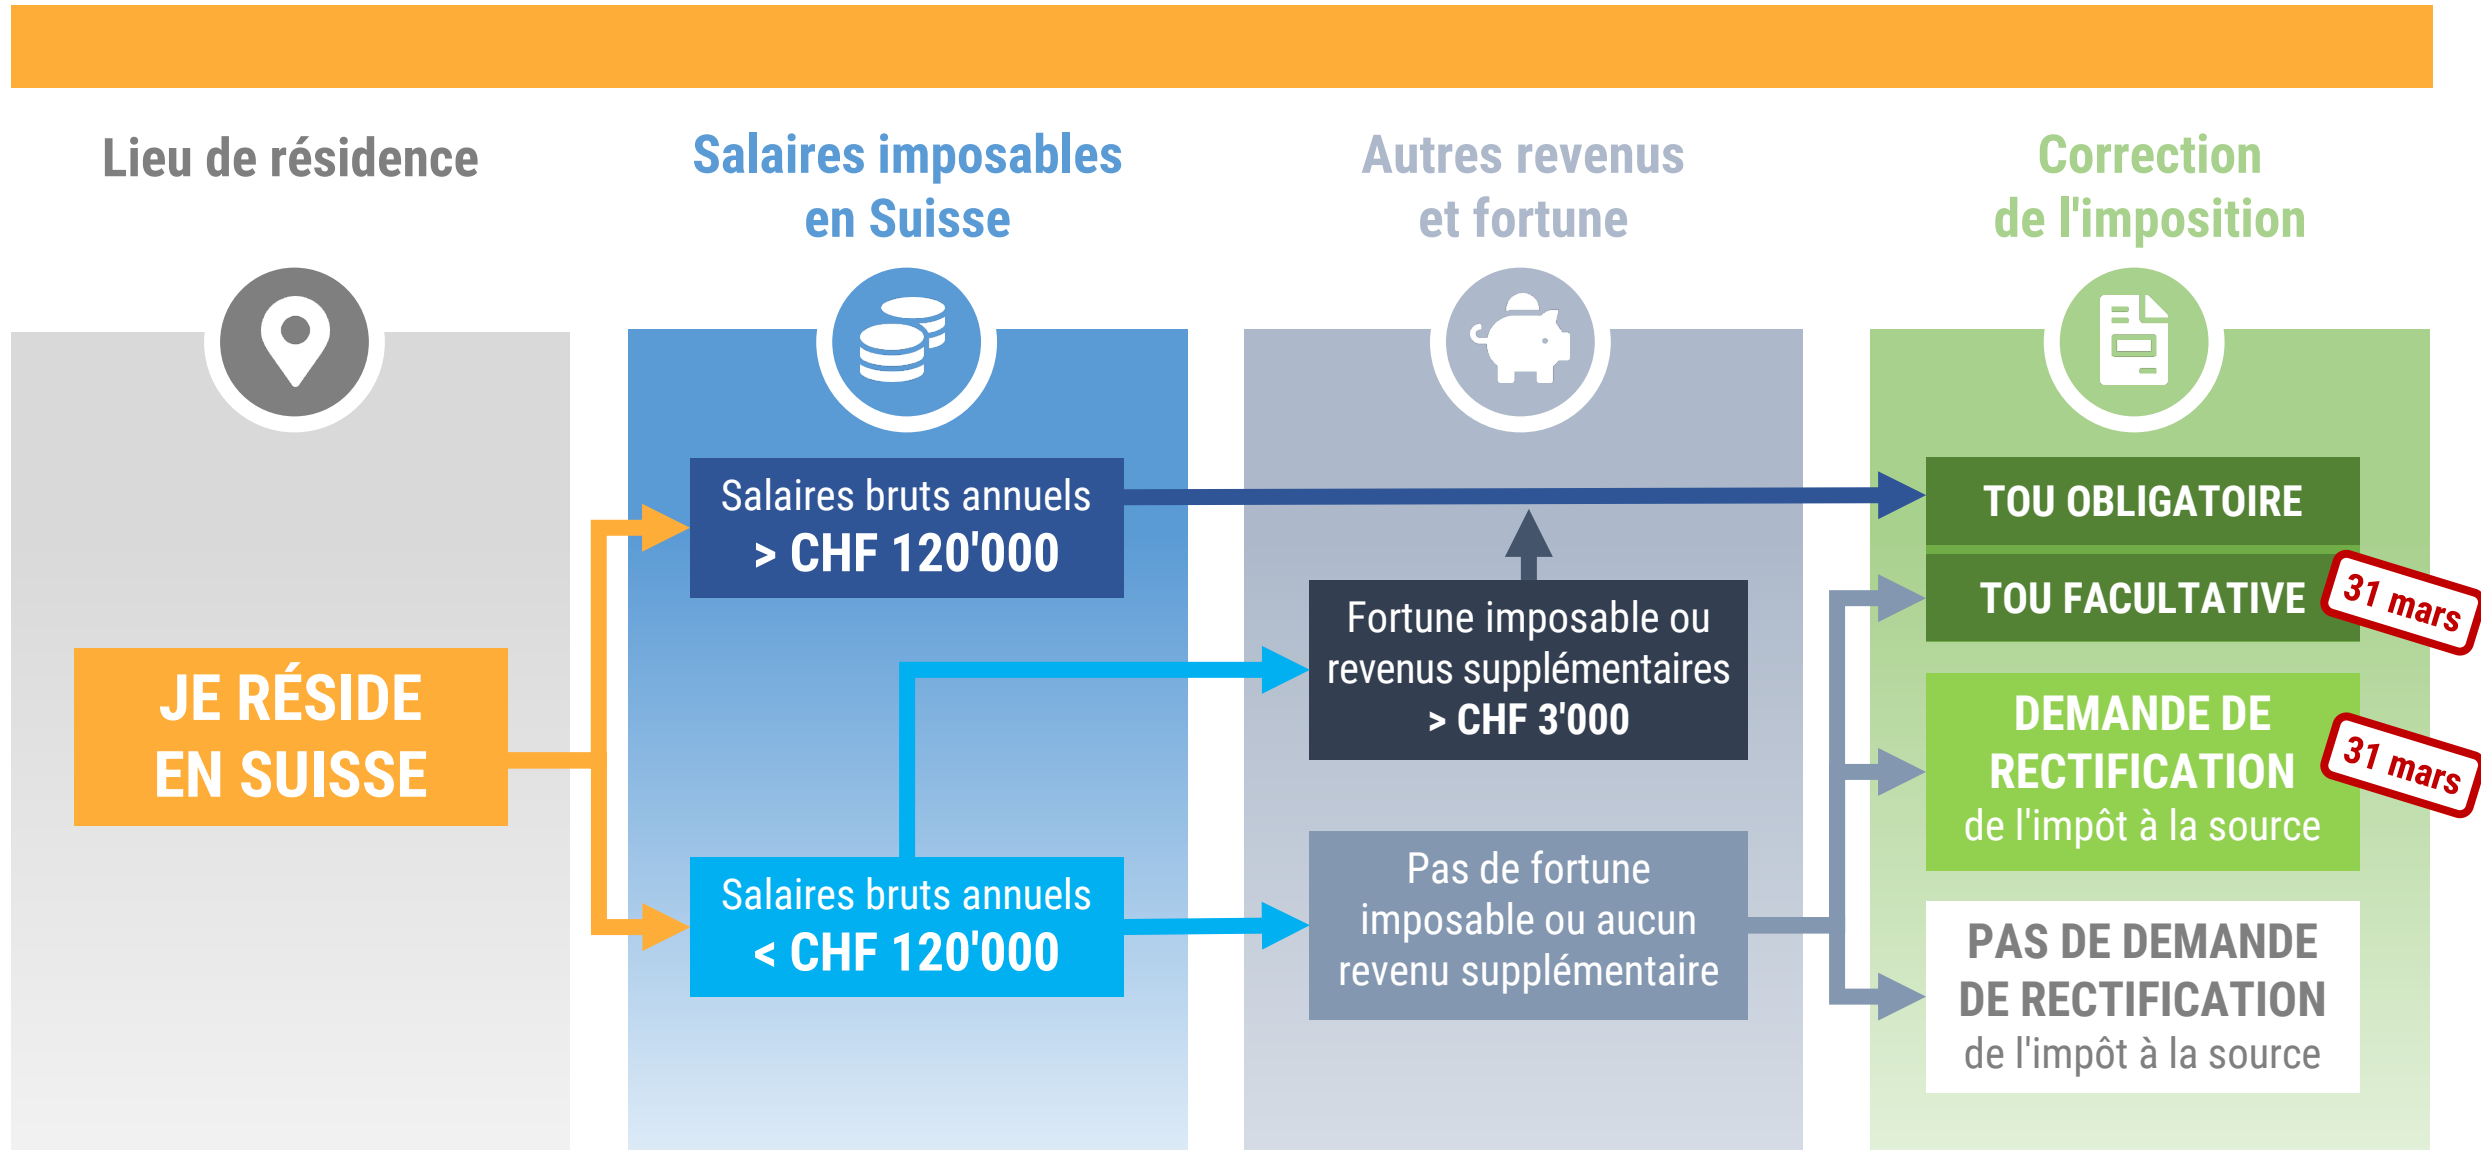 Lieu de résidence
Salaires imposables
en Suisse
Autres revenus
et fortune
Correction
de l'imposition
JE RÉSIDE
EN SUISSE
Salaires bruts annuels
> CHF 120'000
Salaires bruts annuels
< CHF 120'000
Fortune imposable ou
revenus supplémentaires
> CHF 3'000
Pas de fortune
imposable ou aucun
revenu supplémentaire
TOU OBLIGATOIRE
TOU FACULTATIVE
31 mars
DEMANDE DE
RECTIFICATION
de l'impôt à la source
31 mars
PAS DE DEMANDE
DE RECTIFICATION
de l'impôt à la source